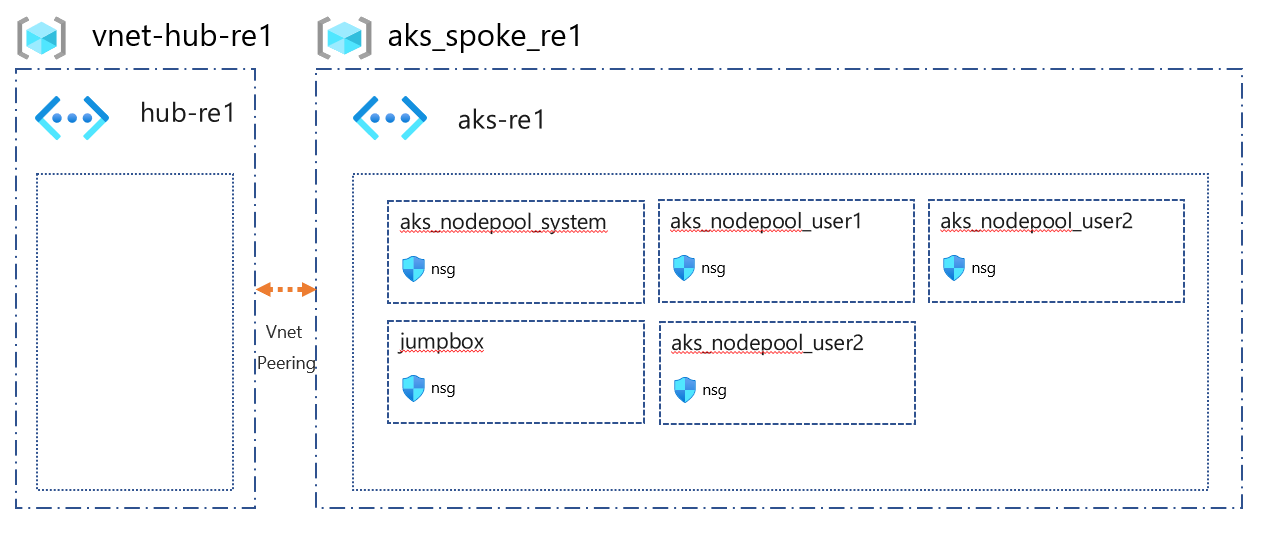 vnet-hub-re1
aks_spoke_re1
hub-re1
aks-re1
aks_nodepool_system
nsg
aks_nodepool_user1
nsg
aks_nodepool_user2
nsg
Vnet
Peering
jumpbox
nsg
aks_nodepool_user2
nsg